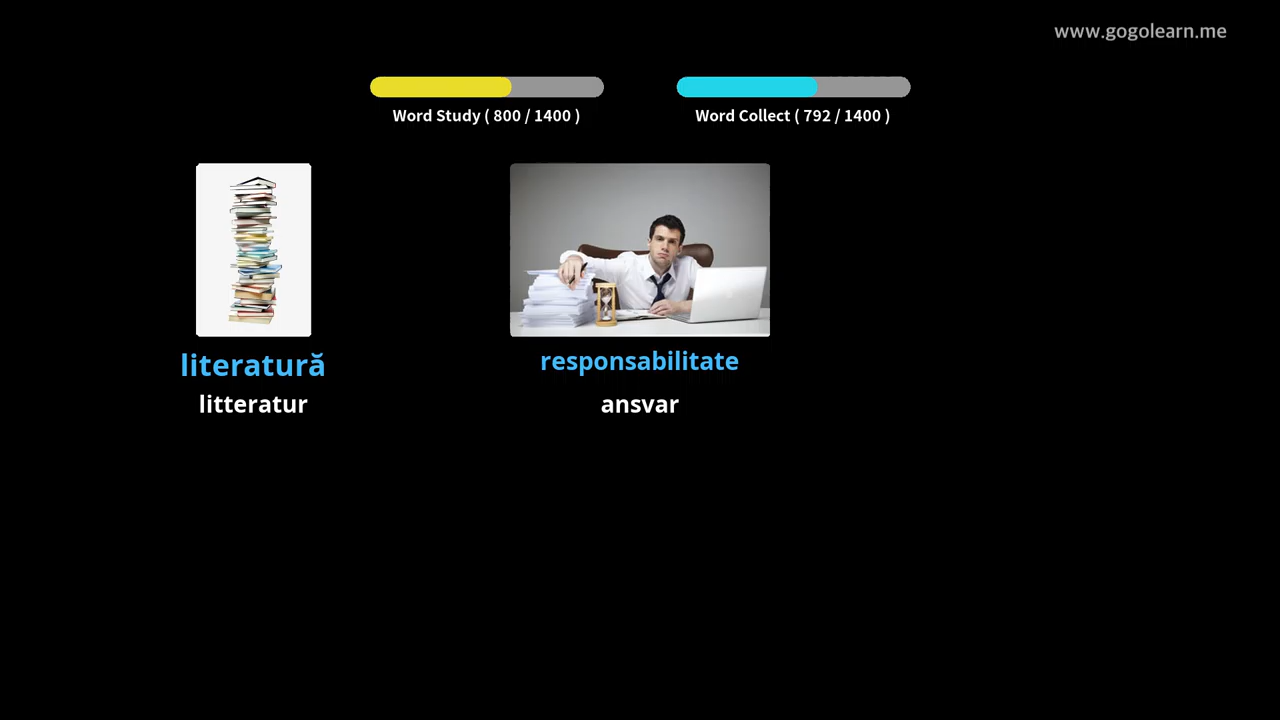 www.gogolearn.me
Word Study ( 800 / 1400 )
Word Collect ( 792 / 1400 )
literatură
litteratur
responsabilitate
ansvar